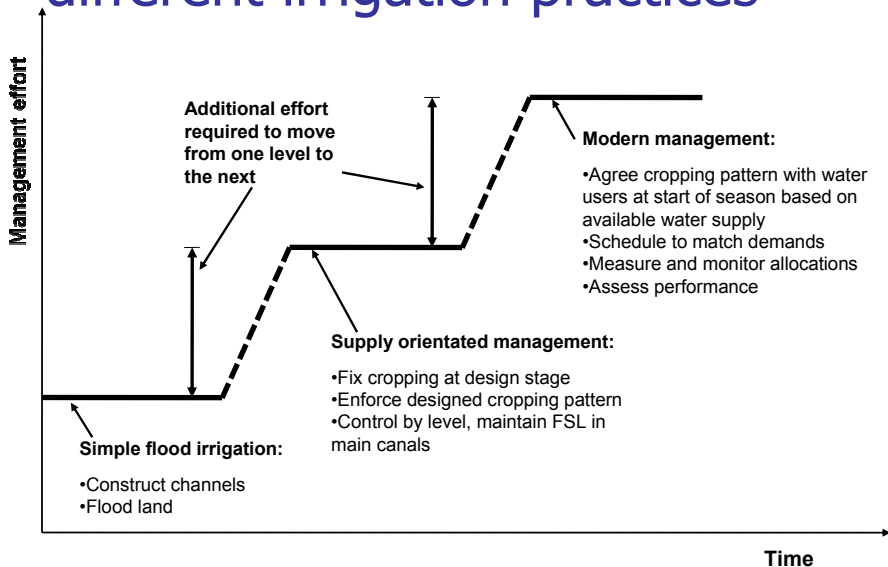 different irrigation practices
Management effort
Additional effort
required to move
from one level to
the next
Modern management:
•Agree cropping pattern with water
users at start of season based on
available water supply
•Schedule to match demands
•Measure and monitor allocations
•Assess performance
Supply orientated management:
•Fix cropping at design stage
•Enforce designed cropping pattern
•Control by level, maintain FSL in
main canals
Simple flood irrigation:
•Construct channels
•Flood land
Time